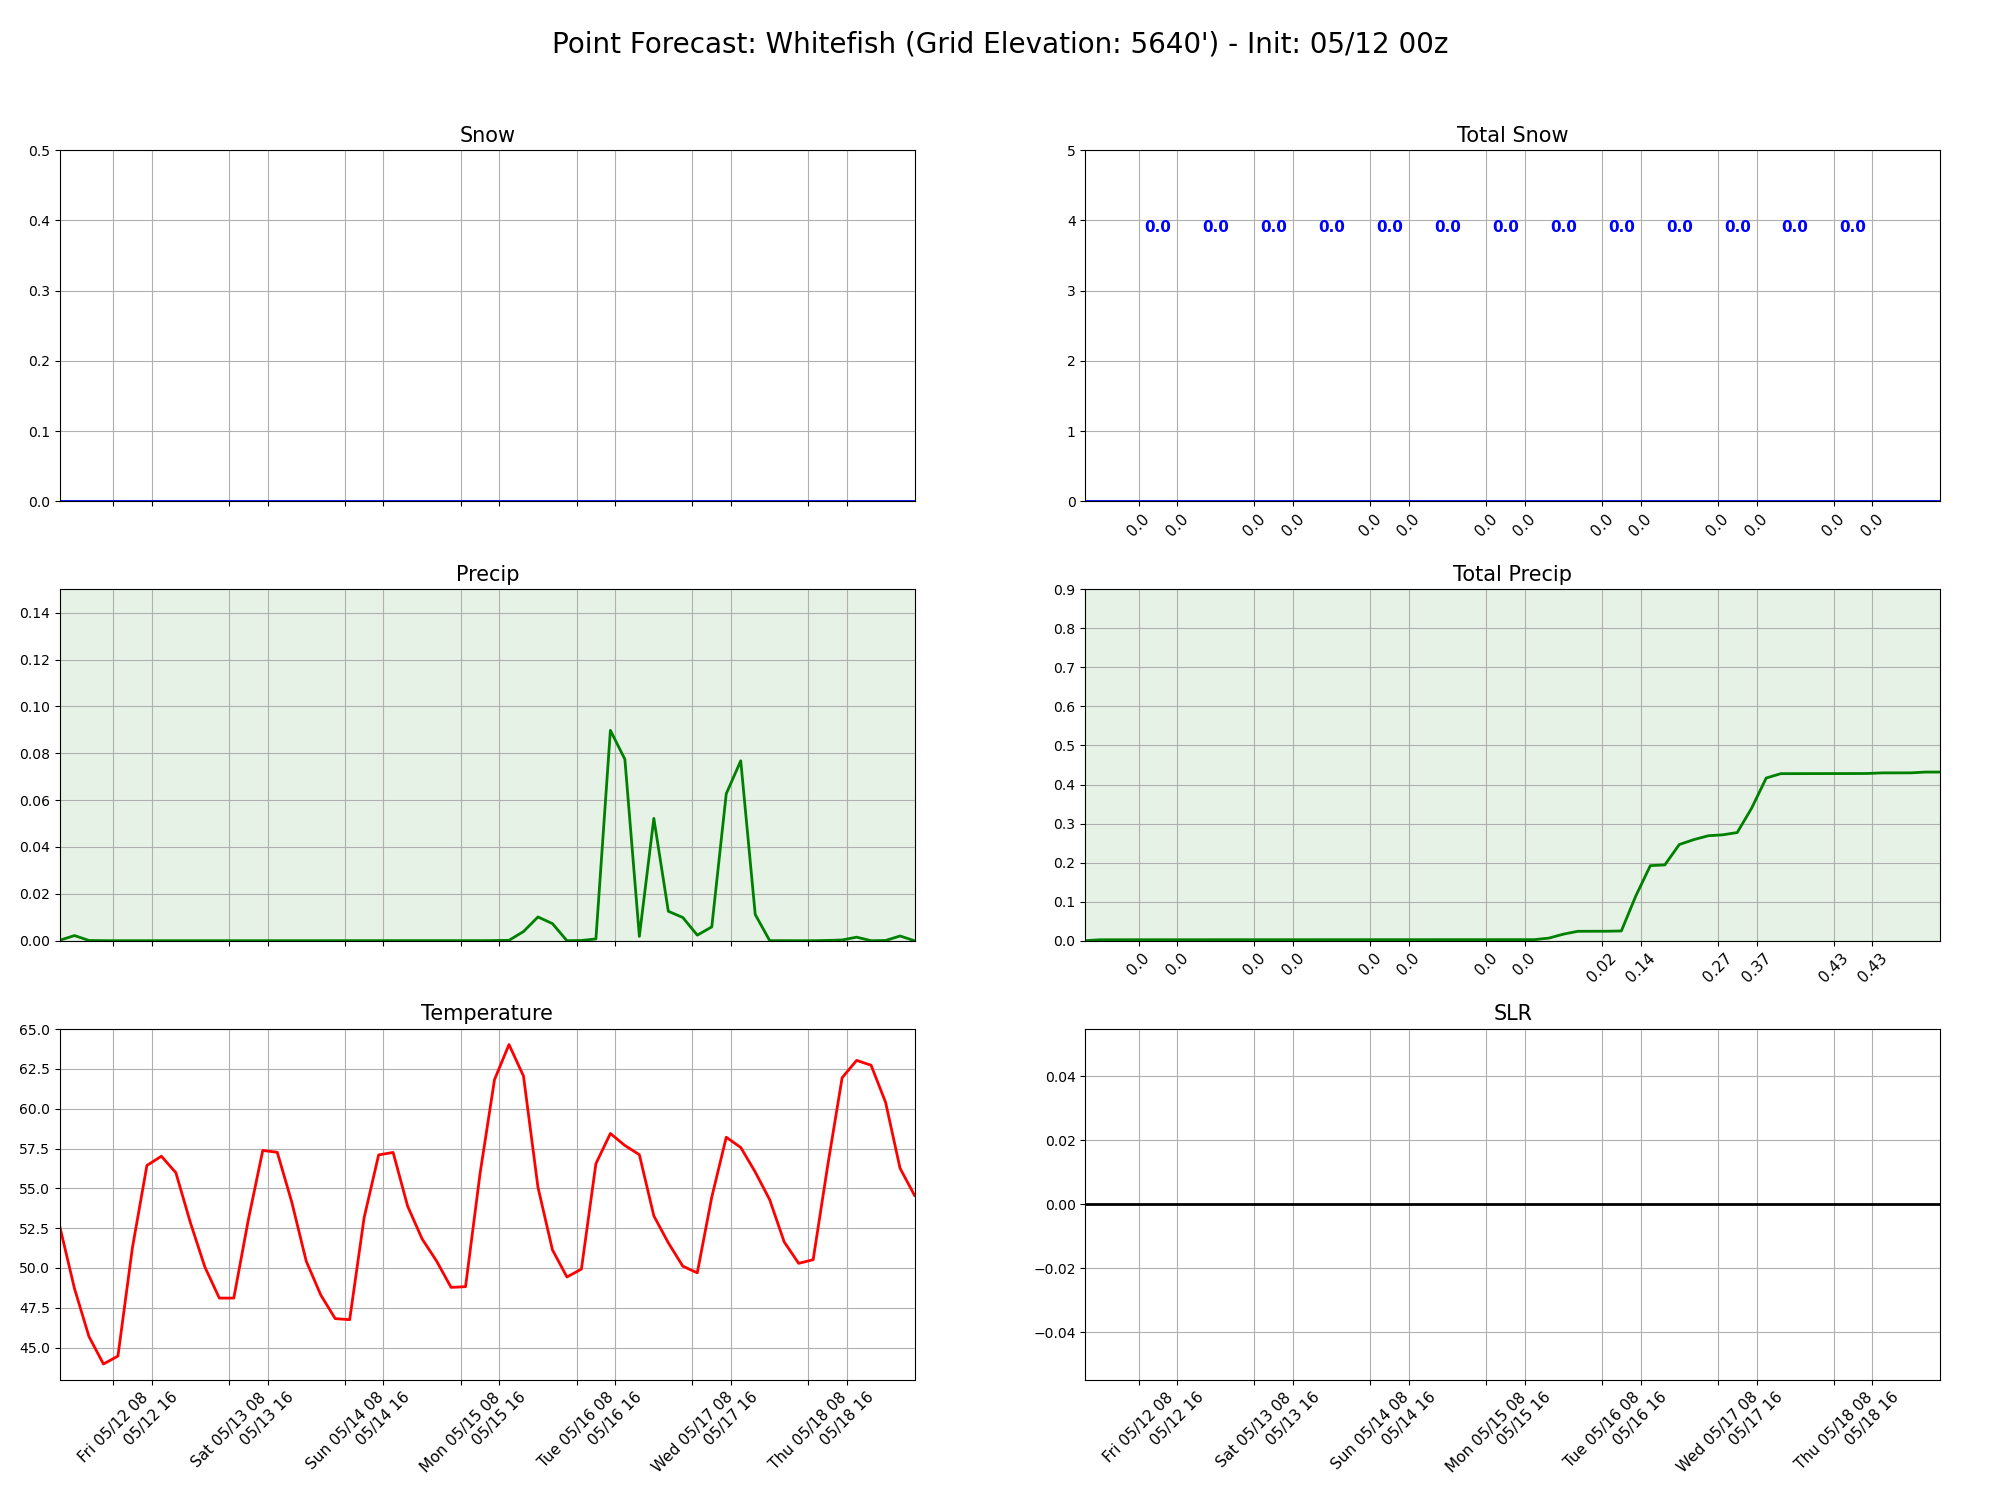 Point Forecast: Whitefish (Grid Elevation: 5640') - Init: 05/12 00z
Snow
0.5
0.4
0.3
0.2
0.1
0.0
Total Snow
5
4
3
2
1
0
0.0 0.0 0.0 0.0 0.0 0.0 0.0 0.0 0.0 0.0 0.0 0.0 0.0
0.0 0.0 0.0 0.0 0.0 0.0 0.0 0.0 0.0 0.0 0.0 0.0 0.0 0.0
Precip
0.14
0.12
0.10
0.08
0.06
0.04
0.02
0.00
Total Precip
0.9
0.8
0.7
0.6
0.5
0.4
0.3
0.2
0.1
0.0
0.0 0.0 0.0 0.0 0.0 0.0 0.0 0.0 0.02 0.14 0.27 0.37 0.43 0.43
Temperature
65.0
62.5
60.0
57.5
55.0
52.5
50.0
47.5
45.0
Fri 05/12 08
05/12 16
Sat 05/13 08
05/13 16
Sun 05/14 08
05/14 16
Mon 05/15 08
05/15 16
Tue 05/16 08
05/16 16
Wed 05/17 08
05/17 16
Thu 05/18 08
05/18 16
SLR
0.04
0.02
0.00
−0.02
−0.04
Fri 05/12 08
05/12 16
Sat 05/13 08
05/13 16
Sun 05/14 08
05/14 16
Mon 05/15 08
05/15 16
Tue 05/16 08
05/16 16
Wed 05/17 08
05/17 16
Thu 05/18 08
05/18 16